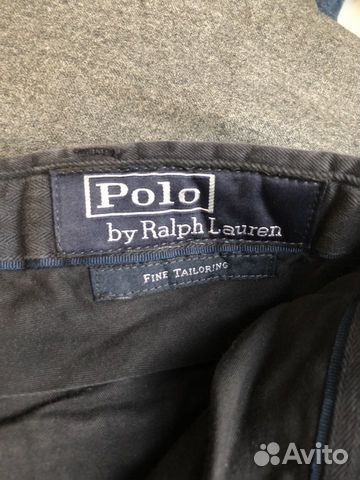 Polo
by Ralph Lauren
FINE TAILORING
Avito